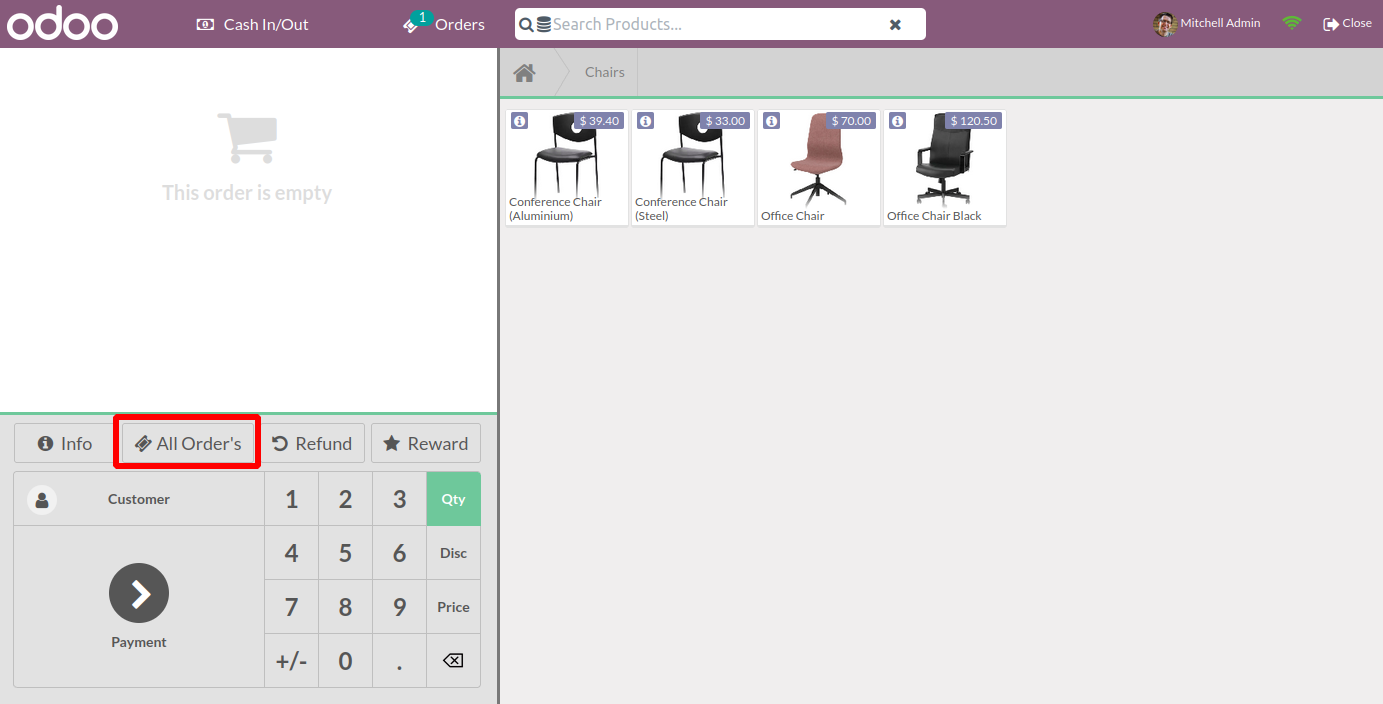 odoo
Cash In/Out
1
Orders
Search Products...
Mitchell Admin
Close
This order is empty
Chairs
$ 39.40
Conference Chair
(Aluminium)
$ 33.00
Conference Chair
(Steel)
$ 70.00
Office Chair
$ 120.50
Office Chair Black
Info
All Order's
Refund
Reward
Customer
1
2
3
Qty
4
5
6
Disc
7
8
9
Price
+/-
0
.
Payment